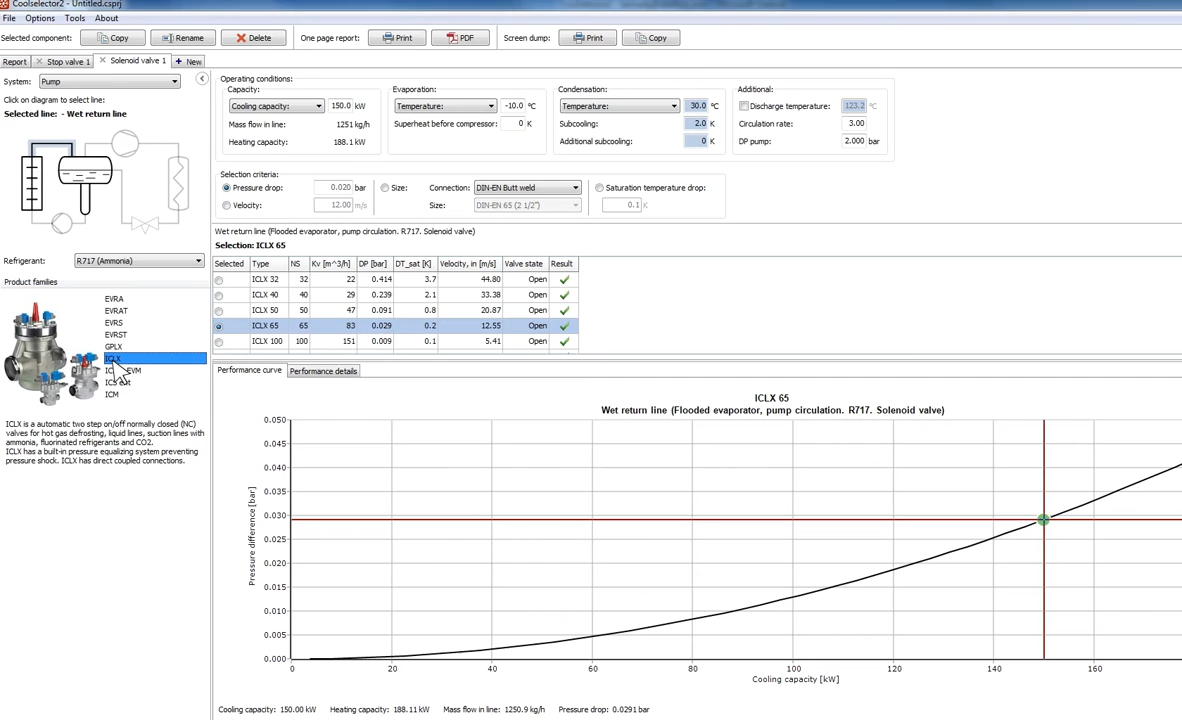 Coolselector2 - Untitled.csprj
File Options Tools About
Selected component: Copy Rename Delete One page report: Print PDF Screen dump: Print Copy
Report Stop valve 1 Solenoid valve 1 New
System: Pump
Click on diagram to select line:
Selected line: - Wet return line
Refrigerant: R717 (Ammonia)
Product families
EVRA
EVRAT
EVRS
EVRST
GPLX
ICLX
ICM
ICLX is a automatic two step on/off normally closed (NC)
valves for hot gas defrosting, liquid lines, suction lines with
ammonia, fluorinated refrigerants and CO2.
ICLX has a built-in pressure equalizing system preventing
pressure shock. ICLX has direct coupled connections.
Operating conditions:
Capacity:
Cooling capacity: 150.0 kW
Mass flow in line: 1251 kg/h
Heating capacity: 188.1 kW
Evaporation:
Temperature: -10.0 °C
Superheat before compressor: 0 K
Condensation:
Temperature: 30.0 °C
Subcooling: 2.0 K
Additional subcooling: 0 K
Additional:
Discharge temperature: 123.2 °C
Circulation rate: 3.00
DP pump: 2.000 bar
Selection criteria:
Pressure drop: 0.020 bar Size: Connection: DIN-EN Butt weld Saturation temperature drop:
Velocity: 12.00 m/s Size: DIN-EN 65 (2 1/2") 0.1 K
Wet return line (Flooded evaporator, pump circulation. R717. Solenoid valve)
Selection: ICLX 65
Selected Type NS Kv [m^3/h] DP [bar] DT_sat [K] Velocity, in [m/s] Valve state Result
ICLX 32 32 22 0.414 3.7 44.80 Open
ICLX 40 40 29 0.239 2.1 33.38 Open
ICLX 50 50 47 0.091 0.8 20.87 Open
ICLX 65 65 83 0.029 0.2 12.55 Open
ICLX 100 100 151 0.009 0.1 5.41 Open
Performance curve Performance details
ICLX 65
Wet return line (Flooded evaporator, pump circulation. R717. Solenoid valve)
0.050
0.045
0.040
0.035
0.030
0.025
0.020
0.015
0.010
0.005
0.000
Pressure difference [bar]
0 20 40 60 80 100 120 140 160
Cooling capacity [kW]
Cooling capacity: 150.00 kW Heating capacity: 188.11 kW Mass flow in line: 1250.9 kg/h Pressure drop: 0.0291 bar